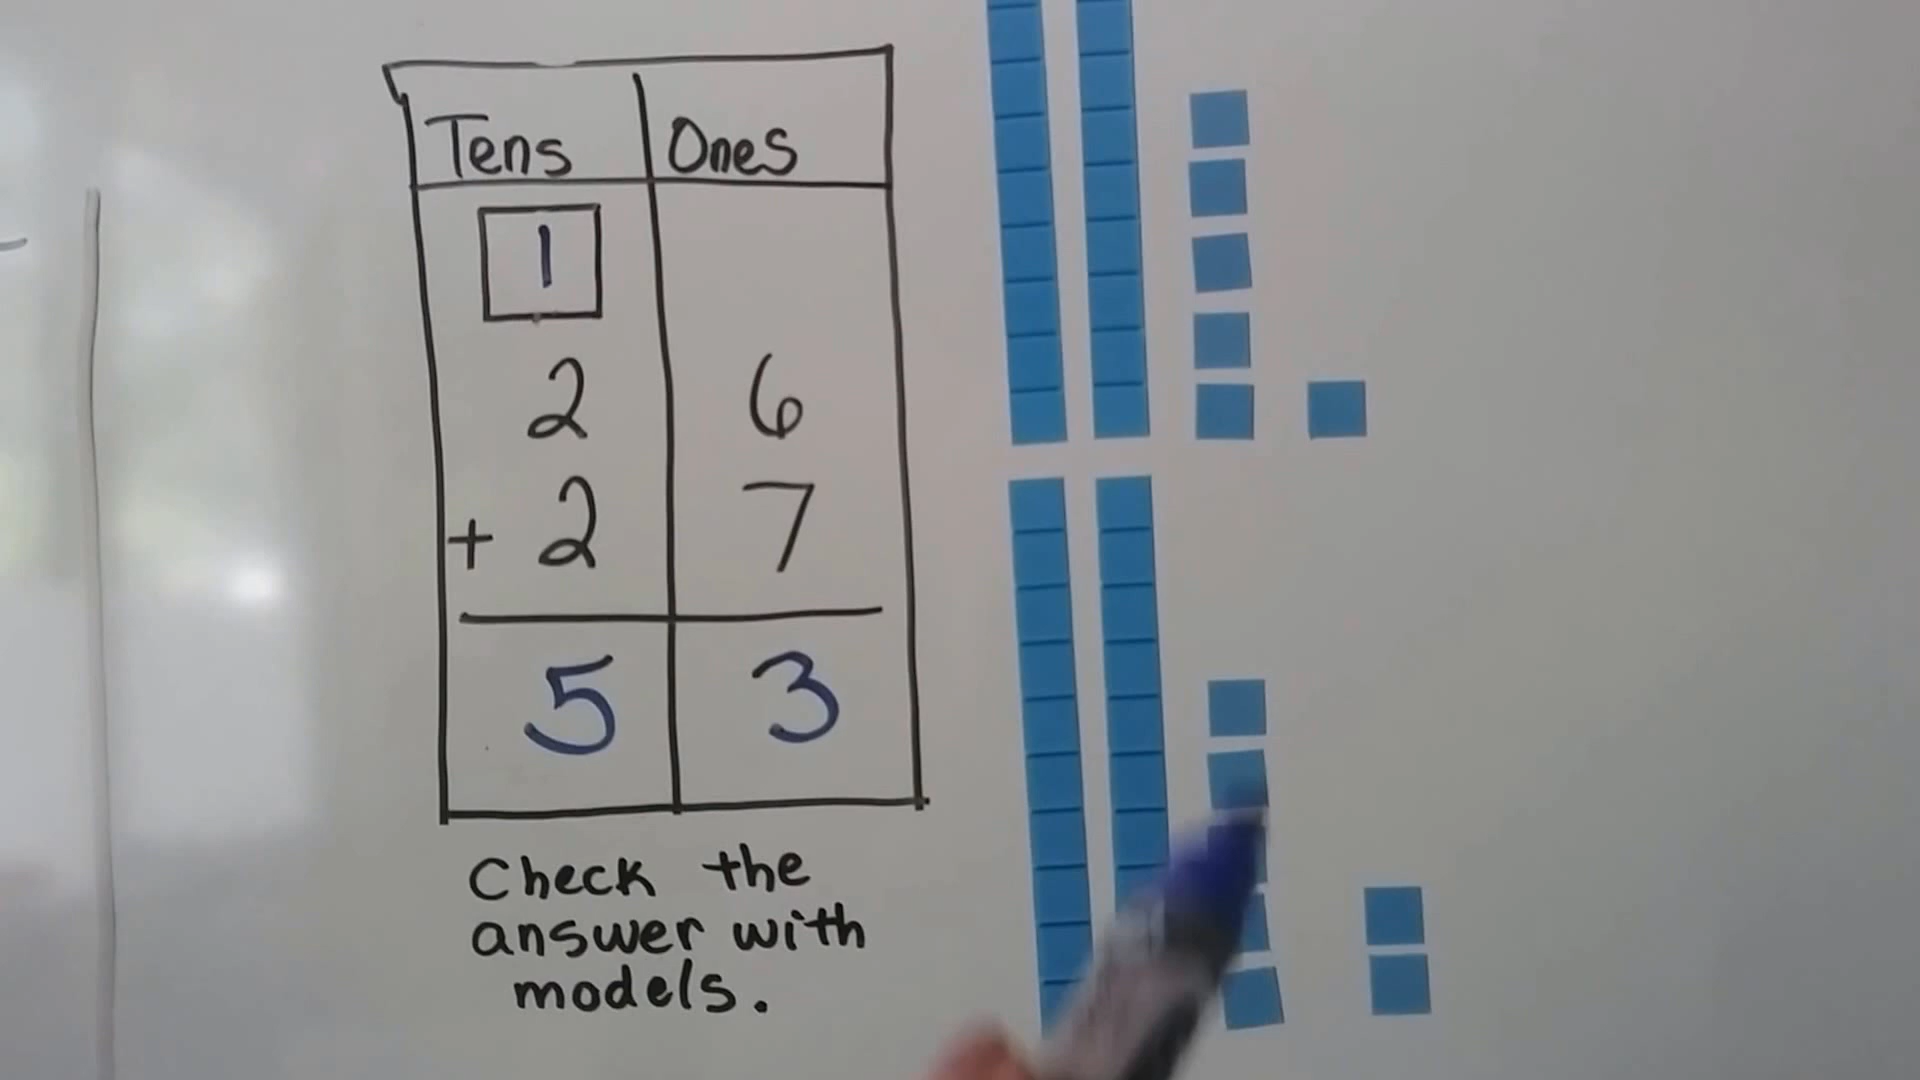 Tens Ones
1
2 6
+ 2 7
5 3
Check the
answer with
models.